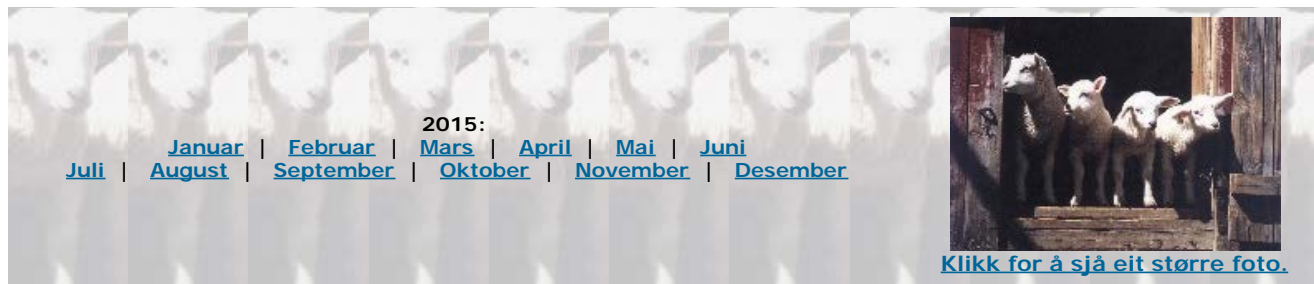 2015:
Januar | Februar | Mars | April | Mai | Juni
Juli | August | September | Oktober | November | Desember
Klikk for å sjå eit større foto.